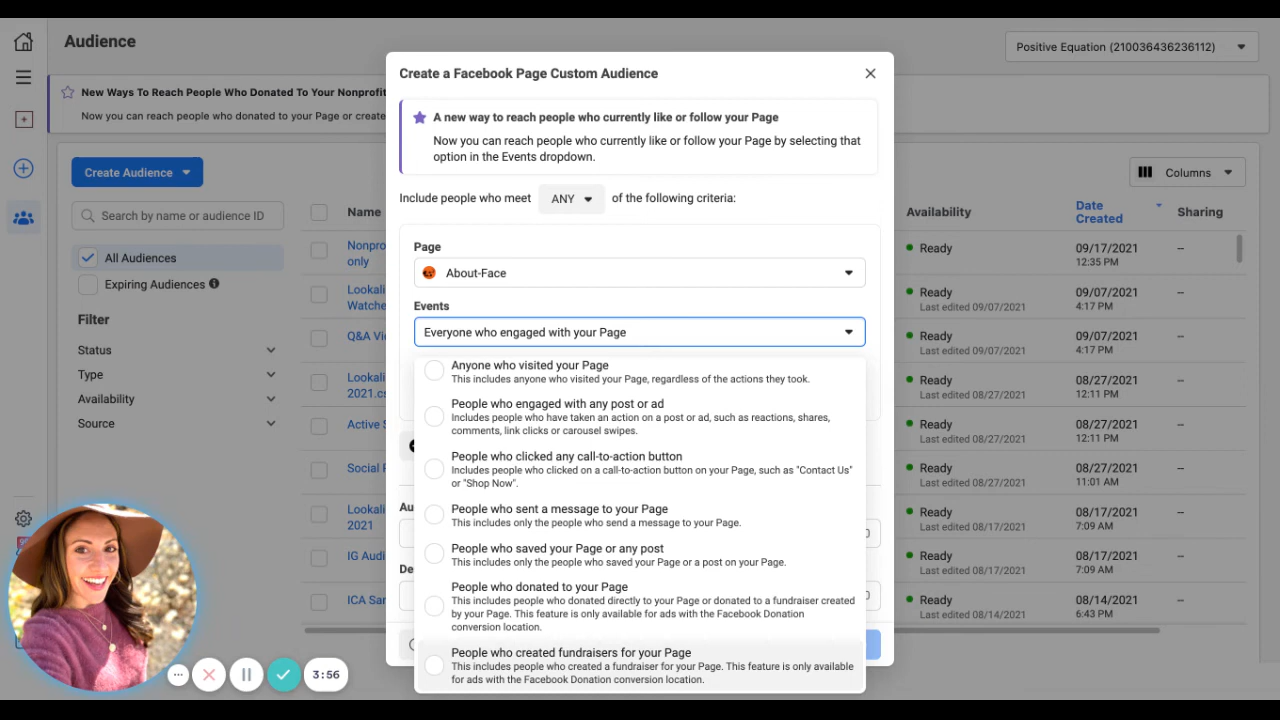 Audience
Positive Equation (210036436236112)
New Ways To Reach People Who Donated To Your Nonprofit
Now you can reach people who donated to your Page or create
Create Audience
Search by name or audience ID
All Audiences
Expiring Audiences
Filter
Status
Type
Availability
Source
Name
Nonpro
only
Lookali
Watche
Q&A Vi
Lookali
2021.cs
Active S
Social F
Lookali
2021
IG Audi
ICA Sar
Create a Facebook Page Custom Audience
A new way to reach people who currently like or follow your Page
Now you can reach people who currently like or follow your Page by selecting that
option in the Events dropdown.
Include people who meet ANY of the following criteria:
Page
About-Face
Events
Everyone who engaged with your Page
Anyone who visited your Page
This includes anyone who visited your Page, regardless of the actions they took.
People who engaged with any post or ad
Includes people who have taken an action on a post or ad, such as reactions, shares,
comments, link clicks or carousel swipes.
People who clicked any call-to-action button
Includes people who clicked on a call-to-action button on your Page, such as "Contact Us"
or "Shop Now".
People who sent a message to your Page
This includes only the people who send a message to your Page.
People who saved your Page or any post
This includes only the people who saved your Page or a post on your Page.
People who donated to your Page
This includes people who donated directly to your Page or donated to a fundraiser created
by your Page. This feature is only available for ads with the Facebook Donation
conversion location.
People who created fundraisers for your Page
This includes people who created a fundraiser for your Page. This feature is only available
for ads with the Facebook Donation conversion location.
Au
De
Columns
Availability
Date
Created
Sharing
Ready
09/17/2021
12:35 PM
--
Ready
Last edited 09/07/2021
09/07/2021
4:17 PM
--
Ready
Last edited 09/07/2021
09/07/2021
4:17 PM
--
Ready
Last edited 08/27/2021
08/27/2021
12:11 PM
--
Ready
Last edited 08/27/2021
08/27/2021
12:11 PM
--
Ready
Last edited 08/27/2021
08/27/2021
11:01 AM
--
Ready
Last edited 08/17/2021
08/17/2021
7:09 AM
--
Ready
Last edited 08/17/2021
08/17/2021
7:09 AM
--
Ready
Last edited 08/14/2021
08/14/2021
6:43 PM
--
3:56